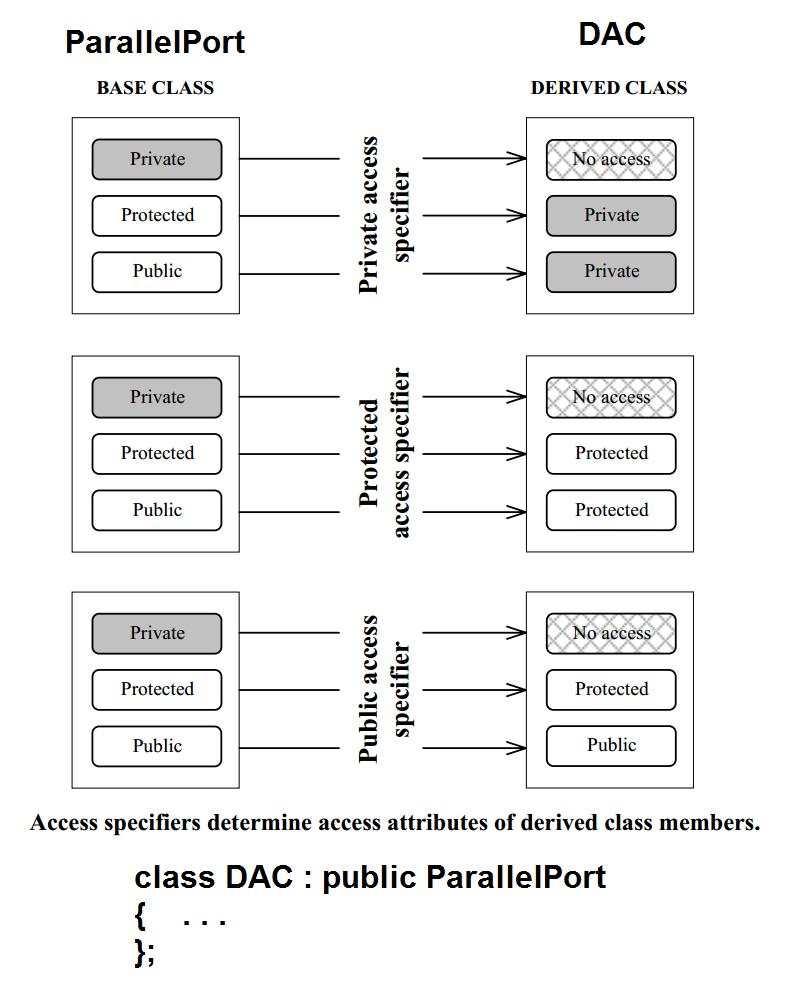 ParallelPort DAC
BASE CLASS DERIVED CLASS
Private No access
Protected Private
Public Private
Private access
specifier
Private No access
Protected Protected
Public Protected
Protected
access specifier
Private No access
Protected Protected
Public Public
Public access
specifier
Access specifiers determine access attributes of derived class members.
class DAC : public ParallelPort
{ . . .
};